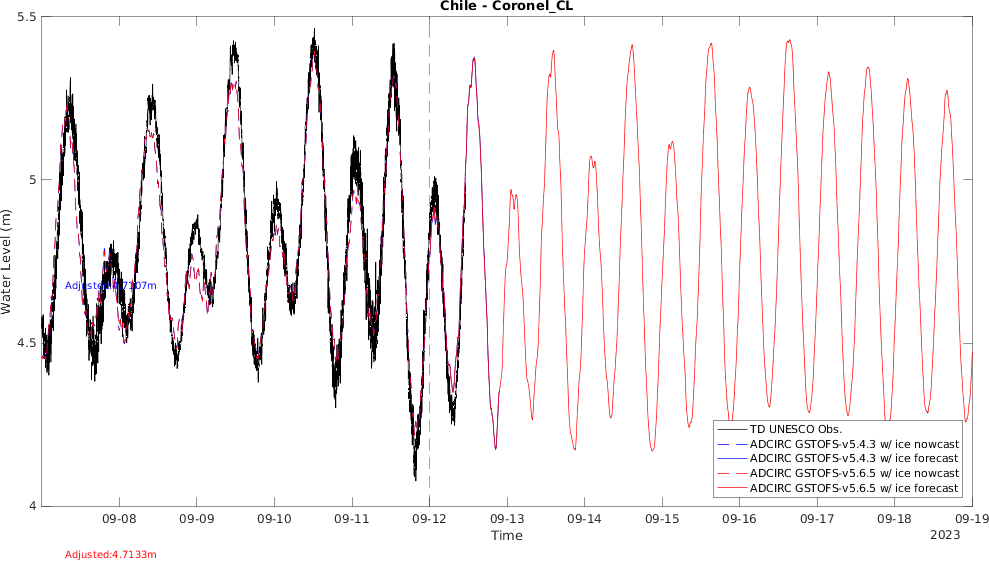 Chile - Coronel_CL
5.5
5
4.5
4
Water Level (m)
Adjusted:4.7107m
TD UNESCO Obs.
ADCIRC GSTOFS-v5.4.3 w/ ice nowcast
ADCIRC GSTOFS-v5.4.3 w/ ice forecast
ADCIRC GSTOFS-v5.6.5 w/ ice nowcast
ADCIRC GSTOFS-v5.6.5 w/ ice forecast
09-08 09-09 09-10 09-11 09-12 09-13 09-14 09-15 09-16 09-17 09-18 09-19
Time
2023
Adjusted:4.7133m